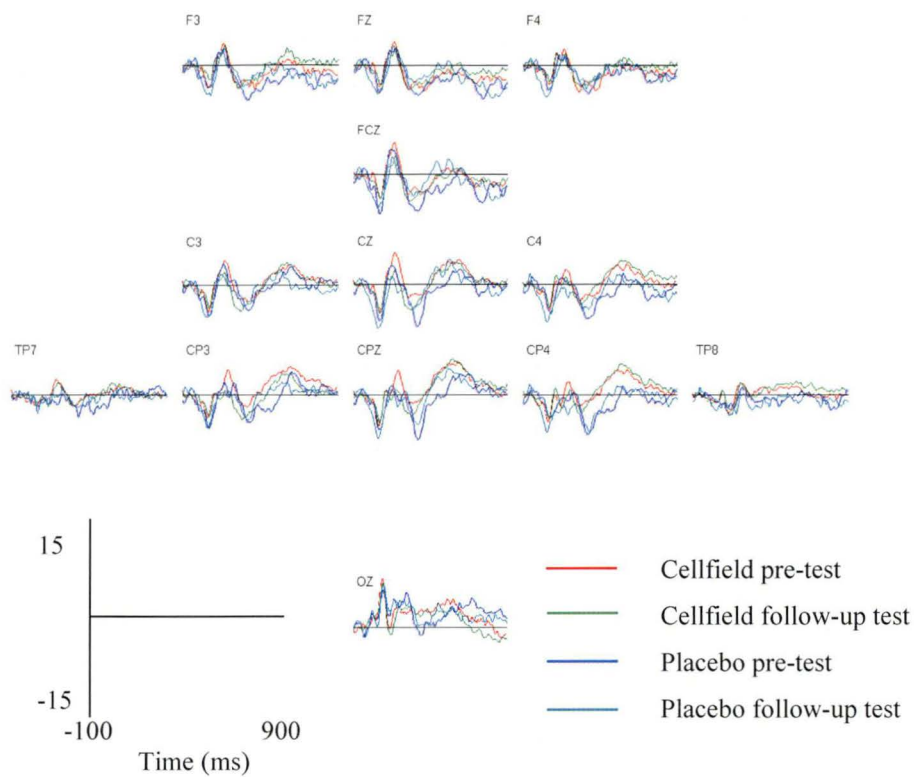 F3
FZ
F4
FCZ
C3
CZ
C4
TP7
CP3
CPZ
CP4
TP8
15
-15
-100
900
Time (ms)
OZ
Cellfield pre-test
Cellfield follow-up test
Placebo pre-test
Placebo follow-up test